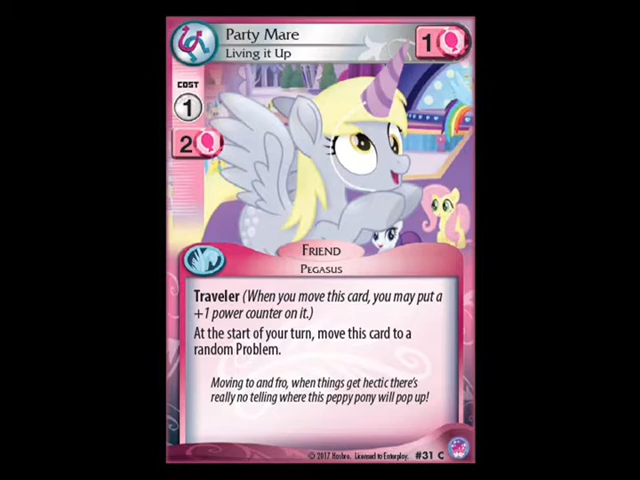 Party Mare
Living it Up
1
COST
1
2
FRIEND
PEGASUS
Traveler (When you move this card, you may put a
+1 power counter on it.)
At the start of your turn, move this card to a
random Problem.
Moving to and fro, when things get hectic there's
really no telling where this peppy pony will pop up!
© 2017 Hasbro. Licensed to Enterplay. #31 C